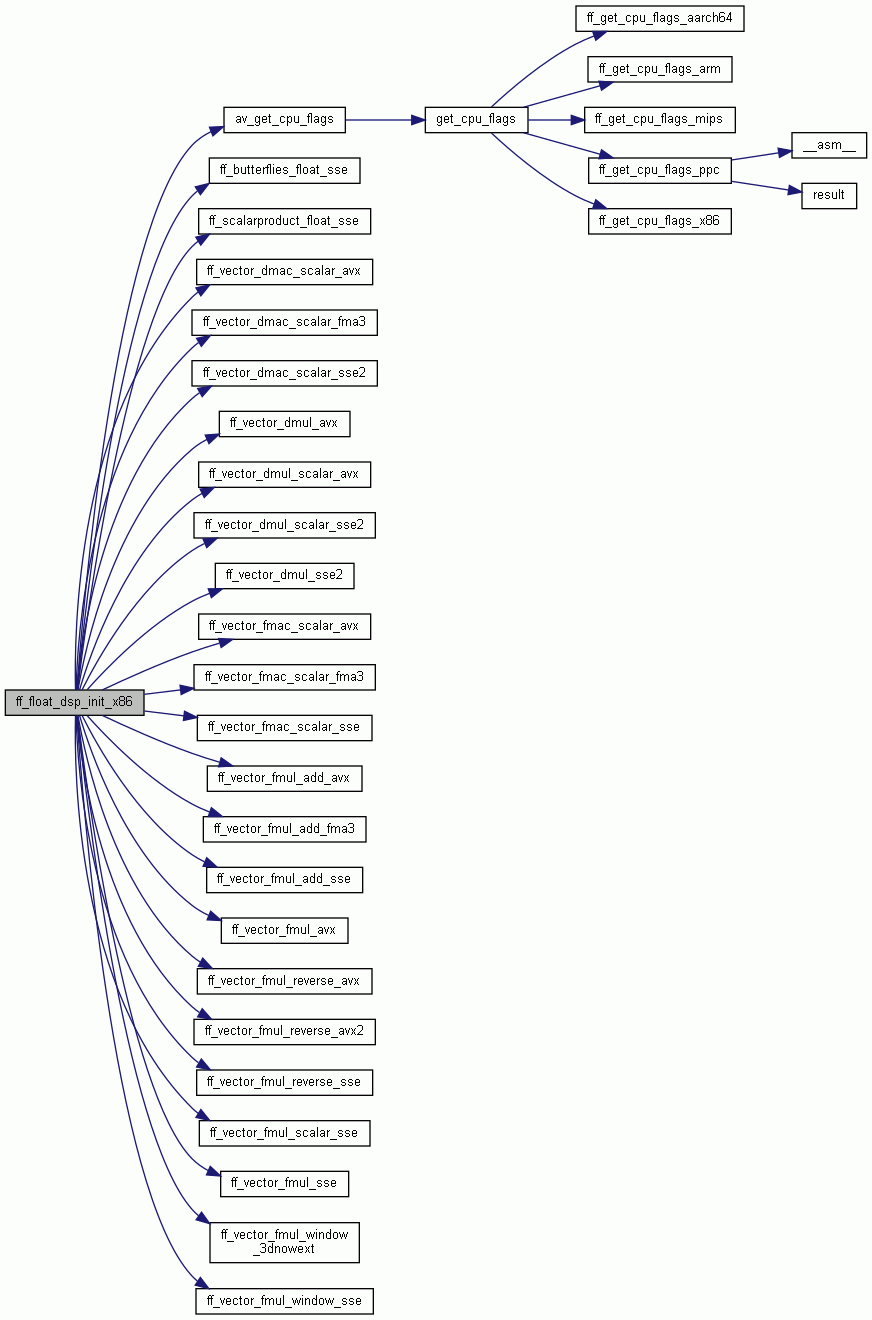 ff_get_cpu_flags_aarch64
ff_get_cpu_flags_arm
av_get_cpu_flags
get_cpu_flags
ff_get_cpu_flags_mips
__asm__
ff_butterflies_float_sse
ff_get_cpu_flags_ppc
result
ff_scalarproduct_float_sse
ff_get_cpu_flags_x86
ff_vector_dmac_scalar_avx
ff_vector_dmac_scalar_fma3
ff_vector_dmac_scalar_sse2
ff_vector_dmul_avx
ff_vector_dmul_scalar_avx
ff_vector_dmul_scalar_sse2
ff_vector_dmul_sse2
ff_vector_fmac_scalar_avx
ff_vector_fmac_scalar_fma3
ff_float_dsp_init_x86
ff_vector_fmac_scalar_sse
ff_vector_fmul_add_avx
ff_vector_fmul_add_fma3
ff_vector_fmul_add_sse
ff_vector_fmul_avx
ff_vector_fmul_reverse_avx
ff_vector_fmul_reverse_avx2
ff_vector_fmul_reverse_sse
ff_vector_fmul_scalar_sse
ff_vector_fmul_sse
ff_vector_fmul_window
_3dnowext
ff_vector_fmul_window_sse